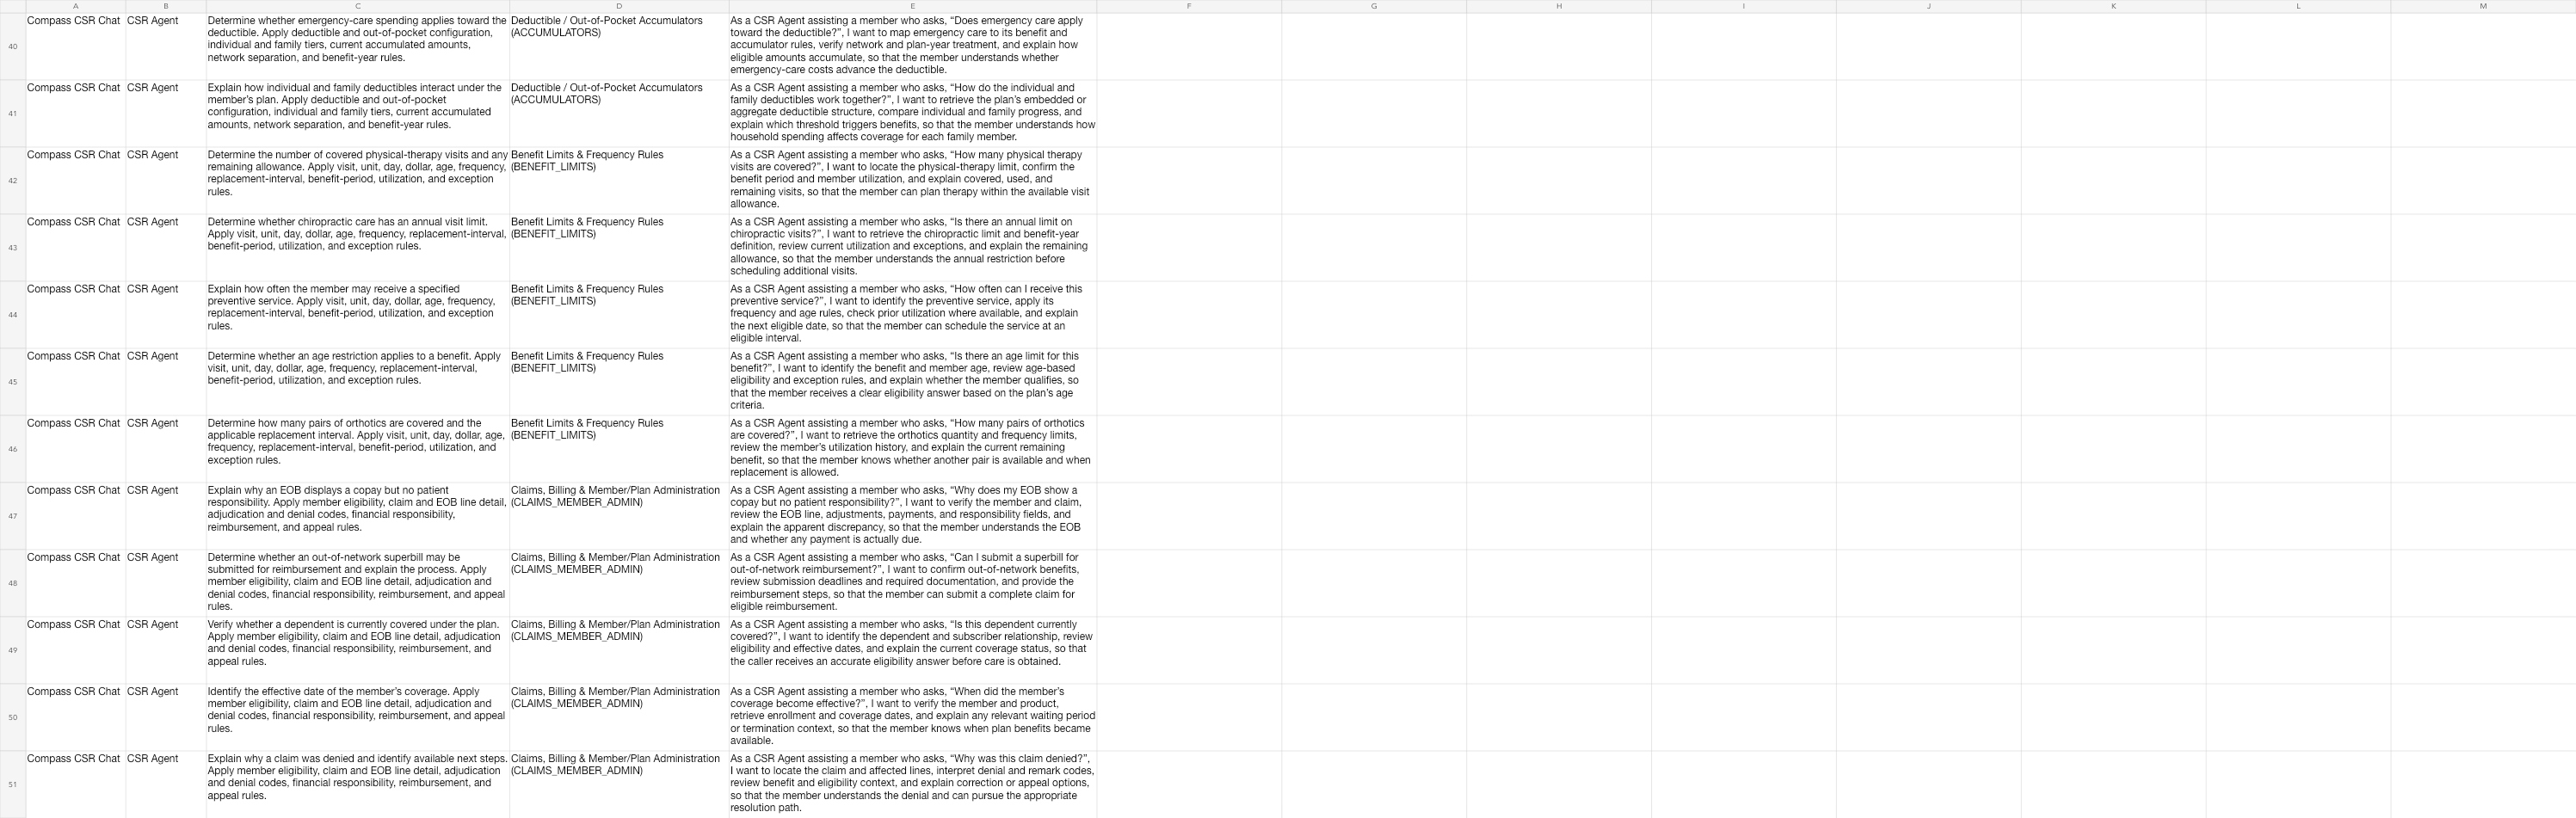 A B C D E F G H I J K L M
40
Compass CSR Chat
CSR Agent
Determine whether emergency-care spending applies toward the
deductible. Apply deductible and out-of-pocket configuration,
individual and family tiers, current accumulated amounts,
network separation, and benefit-year rules.
Deductible / Out-of-Pocket Accumulators
(ACCUMULATORS)
As a CSR Agent assisting a member who asks, “Does emergency care apply
toward the deductible?”, I want to map emergency care to its benefit and
accumulator rules, verify network and plan-year treatment, and explain how
eligible amounts accumulate, so that the member understands whether
emergency-care costs advance the deductible.
41
Compass CSR Chat
CSR Agent
Explain how individual and family deductibles interact under the
member’s plan. Apply deductible and out-of-pocket
configuration, individual and family tiers, current accumulated
amounts, network separation, and benefit-year rules.
Deductible / Out-of-Pocket Accumulators
(ACCUMULATORS)
As a CSR Agent assisting a member who asks, “How do the individual and
family deductibles work together?”, I want to retrieve the plan’s embedded or
aggregate deductible structure, compare individual and family progress, and
explain which threshold triggers benefits, so that the member understands how
household spending affects coverage for each family member.
42
Compass CSR Chat
CSR Agent
Determine the number of covered physical-therapy visits and any
remaining allowance. Apply visit, unit, day, dollar, age, frequency,
replacement-interval, benefit-period, utilization, and exception
rules.
Benefit Limits & Frequency Rules
(BENEFIT_LIMITS)
As a CSR Agent assisting a member who asks, “How many physical therapy
visits are covered?”, I want to locate the physical-therapy limit, confirm the
benefit period and member utilization, and explain covered, used, and
remaining visits, so that the member can plan therapy within the available visit
allowance.
43
Compass CSR Chat
CSR Agent
Determine whether chiropractic care has an annual visit limit.
Apply visit, unit, day, dollar, age, frequency, replacement-interval,
benefit-period, utilization, and exception rules.
Benefit Limits & Frequency Rules
(BENEFIT_LIMITS)
As a CSR Agent assisting a member who asks, “Is there an annual limit on
chiropractic visits?”, I want to retrieve the chiropractic limit and benefit-year
definition, review current utilization and exceptions, and explain the remaining
allowance, so that the member understands the annual restriction before
scheduling additional visits.
44
Compass CSR Chat
CSR Agent
Explain how often the member may receive a specified
preventive service. Apply visit, unit, day, dollar, age, frequency,
replacement-interval, benefit-period, utilization, and exception
rules.
Benefit Limits & Frequency Rules
(BENEFIT_LIMITS)
As a CSR Agent assisting a member who asks, “How often can I receive this
preventive service?”, I want to identify the preventive service, apply its
frequency and age rules, check prior utilization where available, and explain
the next eligible date, so that the member can schedule the service at an
eligible interval.
45
Compass CSR Chat
CSR Agent
Determine whether an age restriction applies to a benefit. Apply
visit, unit, day, dollar, age, frequency, replacement-interval,
benefit-period, utilization, and exception rules.
Benefit Limits & Frequency Rules
(BENEFIT_LIMITS)
As a CSR Agent assisting a member who asks, “Is there an age limit for this
benefit?”, I want to identify the benefit and member age, review age-based
eligibility and exception rules, and explain whether the member qualifies, so
that the member receives a clear eligibility answer based on the plan’s age
criteria.
46
Compass CSR Chat
CSR Agent
Determine how many pairs of orthotics are covered and the
applicable replacement interval. Apply visit, unit, day, dollar, age,
frequency, replacement-interval, benefit-period, utilization, and
exception rules.
Benefit Limits & Frequency Rules
(BENEFIT_LIMITS)
As a CSR Agent assisting a member who asks, “How many pairs of orthotics
are covered?”, I want to retrieve the orthotics quantity and frequency limits,
review the member’s utilization history, and explain the current remaining
benefit, so that the member knows whether another pair is available and when
replacement is allowed.
47
Compass CSR Chat
CSR Agent
Explain why an EOB displays a copay but no patient
responsibility. Apply member eligibility, claim and EOB line detail,
adjudication and denial codes, financial responsibility,
reimbursement, and appeal rules.
Claims, Billing & Member/Plan Administration
(CLAIMS_MEMBER_ADMIN)
As a CSR Agent assisting a member who asks, “Why does my EOB show a
copay but no patient responsibility?”, I want to verify the member and claim,
review the EOB line, adjustments, payments, and responsibility fields, and
explain the apparent discrepancy, so that the member understands the EOB
and whether any payment is actually due.
48
Compass CSR Chat
CSR Agent
Determine whether an out-of-network superbill may be
submitted for reimbursement and explain the process. Apply
member eligibility, claim and EOB line detail, adjudication and
denial codes, financial responsibility, reimbursement, and appeal
rules.
Claims, Billing & Member/Plan Administration
(CLAIMS_MEMBER_ADMIN)
As a CSR Agent assisting a member who asks, “Can I submit a superbill for
out-of-network reimbursement?”, I want to confirm out-of-network benefits,
review submission deadlines and required documentation, and provide the
reimbursement steps, so that the member can submit a complete claim for
eligible reimbursement.
49
Compass CSR Chat
CSR Agent
Verify whether a dependent is currently covered under the plan.
Apply member eligibility, claim and EOB line detail, adjudication
and denial codes, financial responsibility, reimbursement, and
appeal rules.
Claims, Billing & Member/Plan Administration
(CLAIMS_MEMBER_ADMIN)
As a CSR Agent assisting a member who asks, “Is this dependent currently
covered?”, I want to identify the dependent and subscriber relationship, review
eligibility and effective dates, and explain the current coverage status, so that
the caller receives an accurate eligibility answer before care is obtained.
50
Compass CSR Chat
CSR Agent
Identify the effective date of the member’s coverage. Apply
member eligibility, claim and EOB line detail, adjudication and
denial codes, financial responsibility, reimbursement, and appeal
rules.
Claims, Billing & Member/Plan Administration
(CLAIMS_MEMBER_ADMIN)
As a CSR Agent assisting a member who asks, “When did the member’s
coverage become effective?”, I want to verify the member and product,
retrieve enrollment and coverage dates, and explain any relevant waiting period
or termination context, so that the member knows when plan benefits became
available.
51
Compass CSR Chat
CSR Agent
Explain why a claim was denied and identify available next steps.
Apply member eligibility, claim and EOB line detail, adjudication
and denial codes, financial responsibility, reimbursement, and
appeal rules.
Claims, Billing & Member/Plan Administration
(CLAIMS_MEMBER_ADMIN)
As a CSR Agent assisting a member who asks, “Why was this claim denied?”,
I want to locate the claim and affected lines, interpret denial and remark codes,
review benefit and eligibility context, and explain correction or appeal options,
so that the member understands the denial and can pursue the appropriate
resolution path.